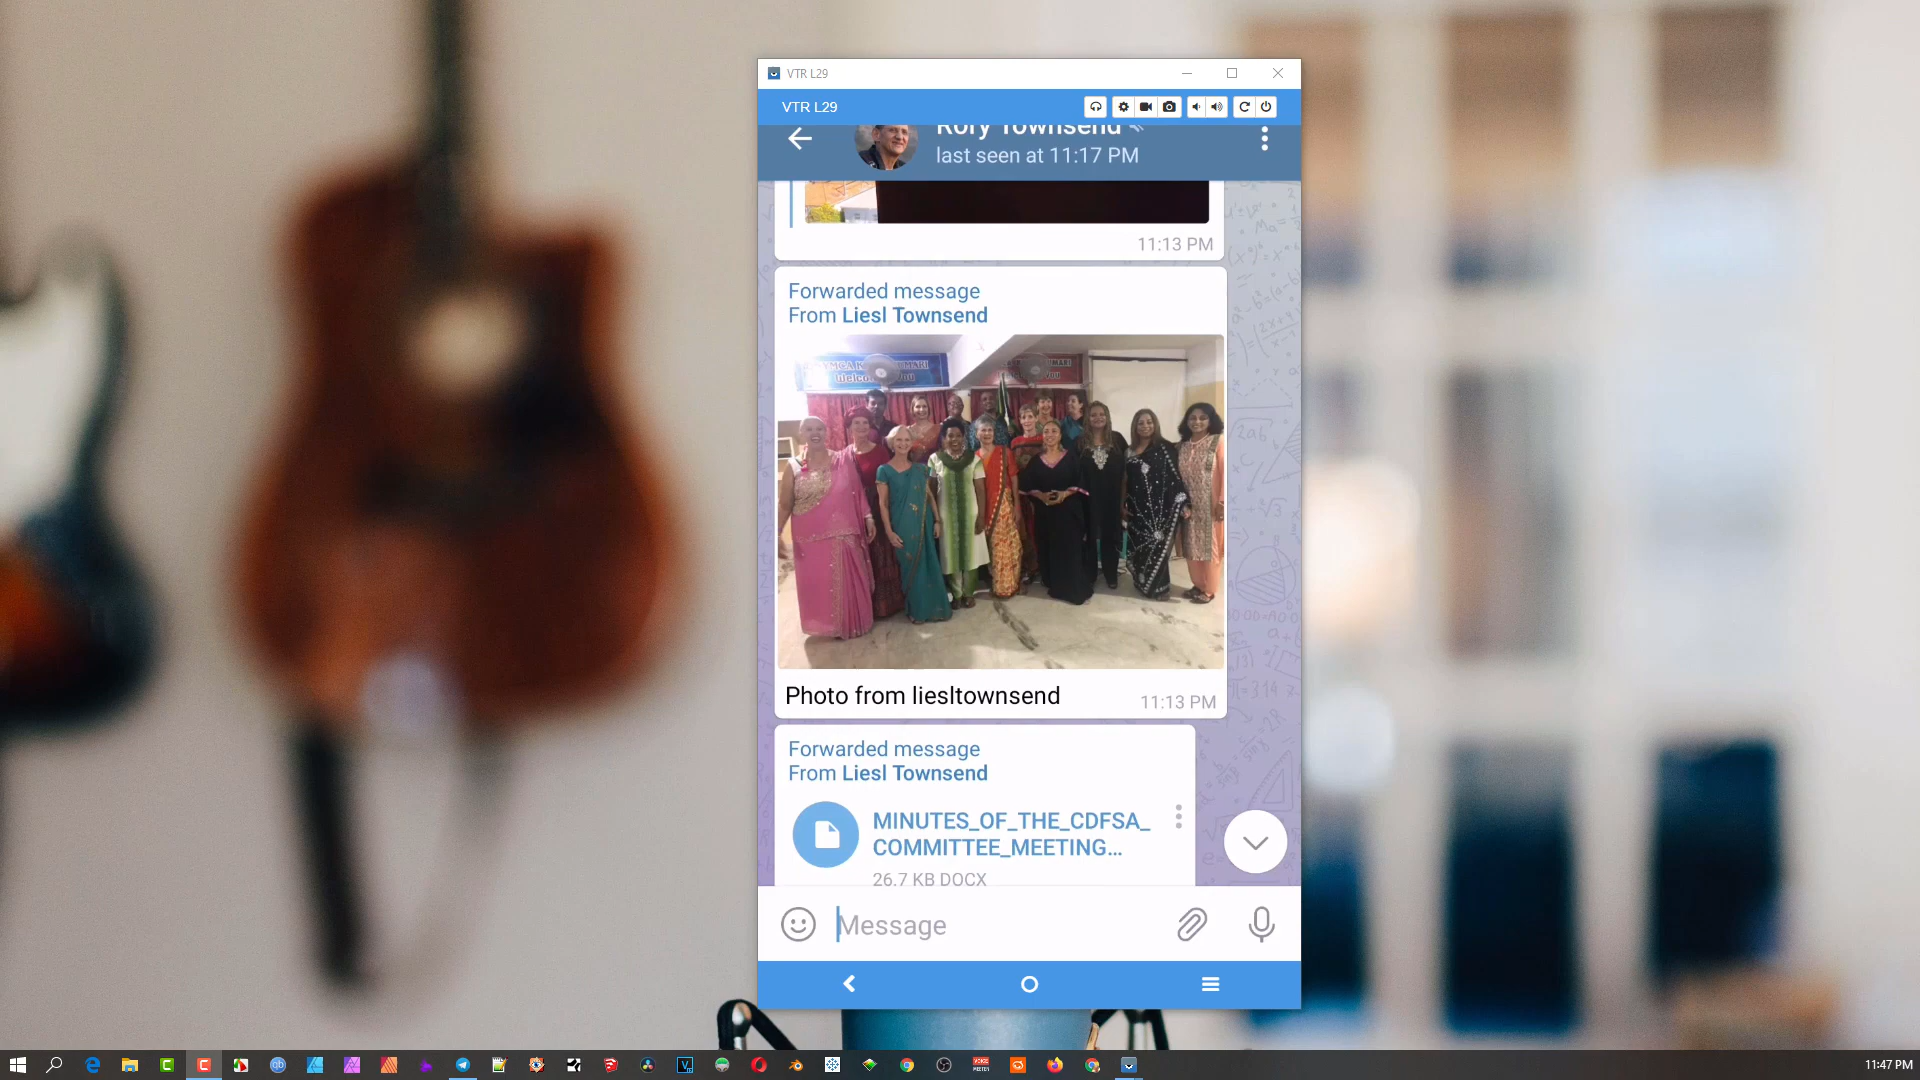 VTR L29
VTR L29
Rory Townsend
last seen at 11:17 PM
11:13 PM
Forwarded message
From Liesl Townsend
Photo from liesltownsend
11:13 PM
Forwarded message
From Liesl Townsend
MINUTES_OF_THE_CDFSA_
COMMITTEE_MEETING...
26.7 KB DOCX
Message
11:47 PM